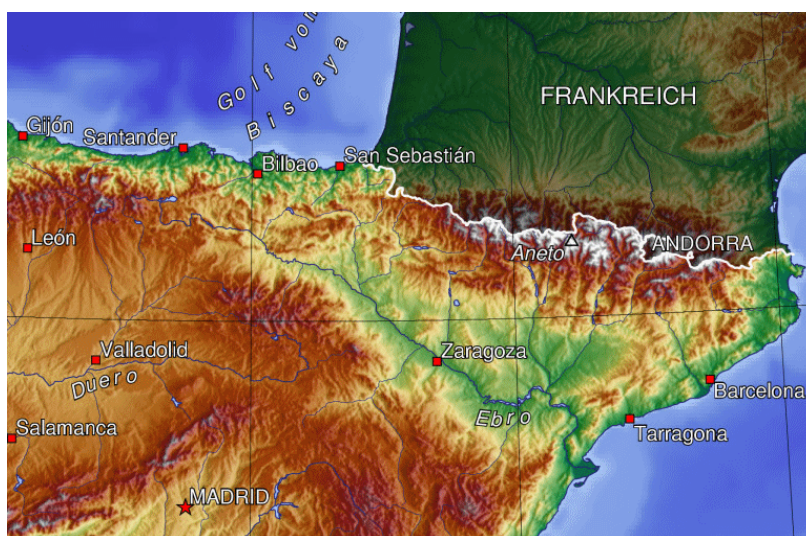 Golf von
Biscaya
FRANKREICH
Gijón
Santander
Bilbao
San Sebastián
León
Aneto
ANDORRA
Valladolid
Duero
Zaragoza
Barcelona
Ebro
Salamanca
Tarragona
MADRID